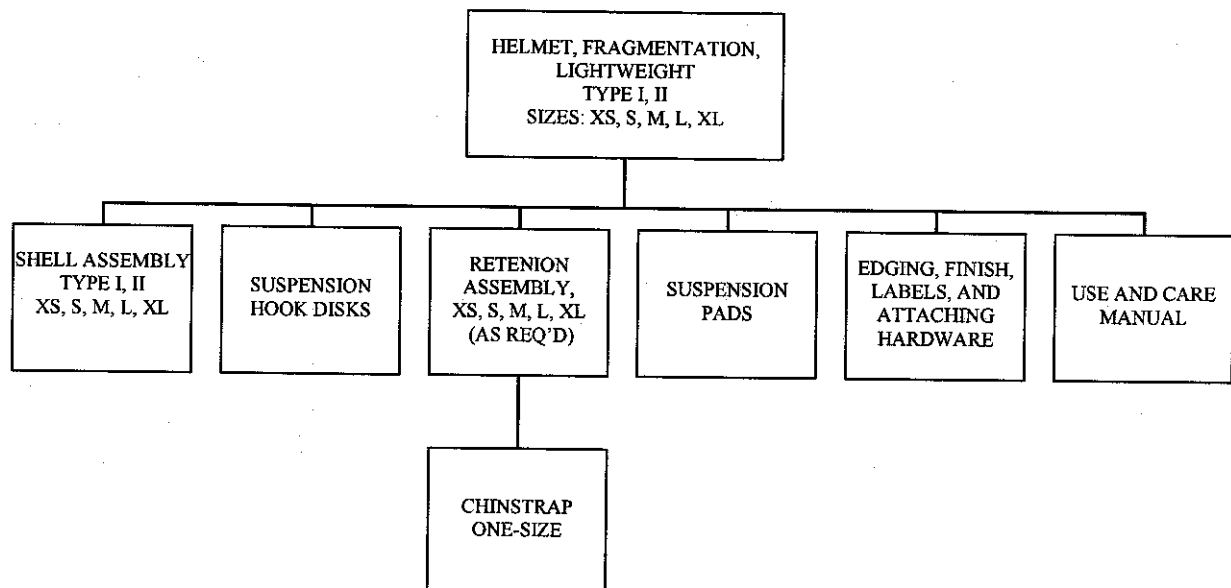 HELMET, FRAGMENTATION,
LIGHTWEIGHT
TYPE I, II
SIZES: XS, S, M, L, XL
SHELL ASSEMBLY
TYPE I, II
XS, S, M, L, XL
SUSPENSION
HOOK DISKS
RETENION
ASSEMBLY,
XS, S, M, L, XL
(AS REQ'D)
SUSPENSION
PADS
EDGING, FINISH,
LABELS, AND
ATTACHING
HARDWARE
USE AND CARE
MANUAL
CHINSTRAP
ONE-SIZE